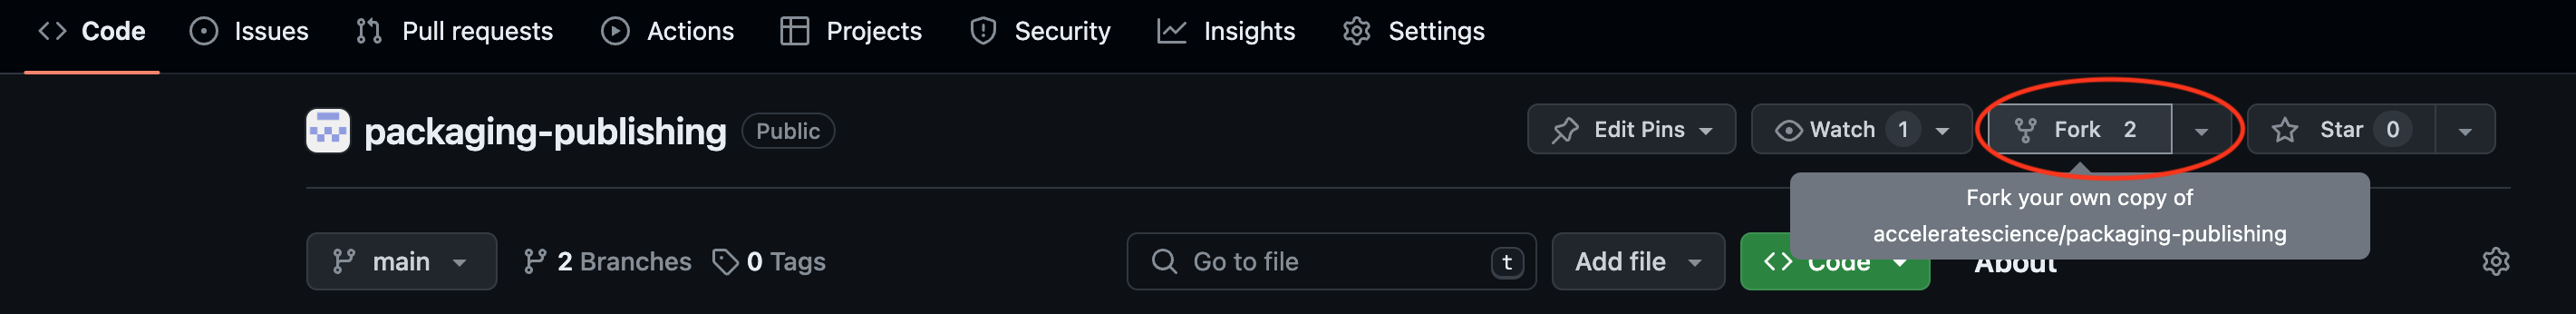 Code Issues Pull requests Actions Projects Security Insights Settings
packaging-publishing Public Edit Pins Watch 1 Fork 2 Star 0
Fork your own copy of
acceleratescience/packaging-publishing
main 2 Branches 0 Tags Go to file t Add file Code About